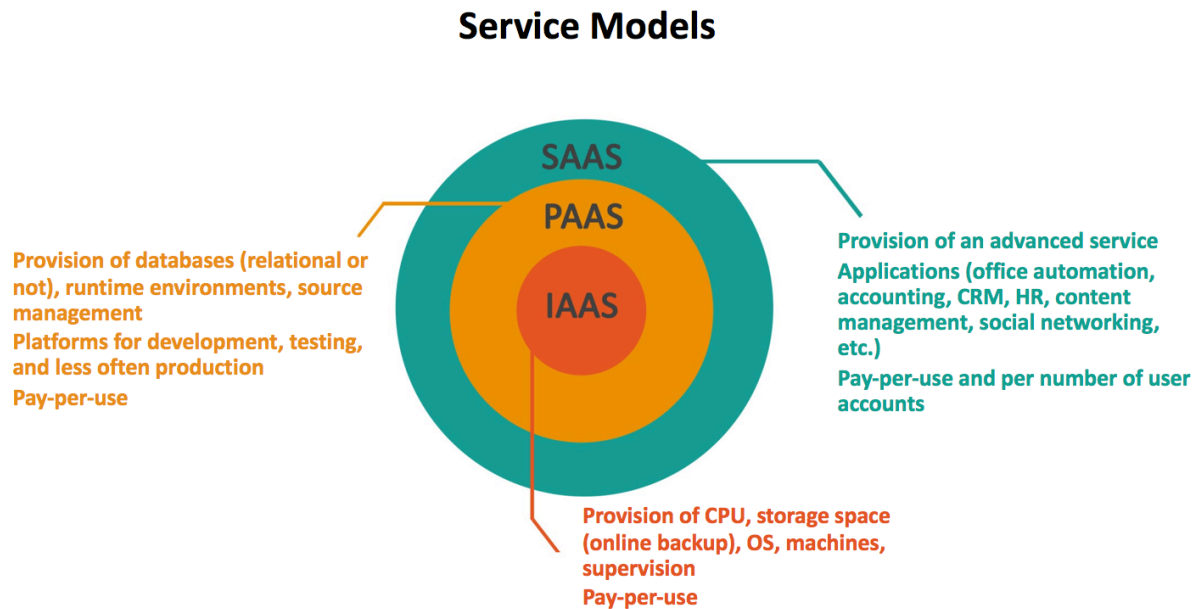 Service Models
SAAS
PAAS
IAAS
Provision of databases (relational or
not), runtime environments, source
management
Platforms for development, testing,
and less often production
Pay-per-use
Provision of an advanced service
Applications (office automation,
accounting, CRM, HR, content
management, social networking,
etc.)
Pay-per-use and per number of user
accounts
Provision of CPU, storage space
(online backup), OS, machines,
supervision
Pay-per-use